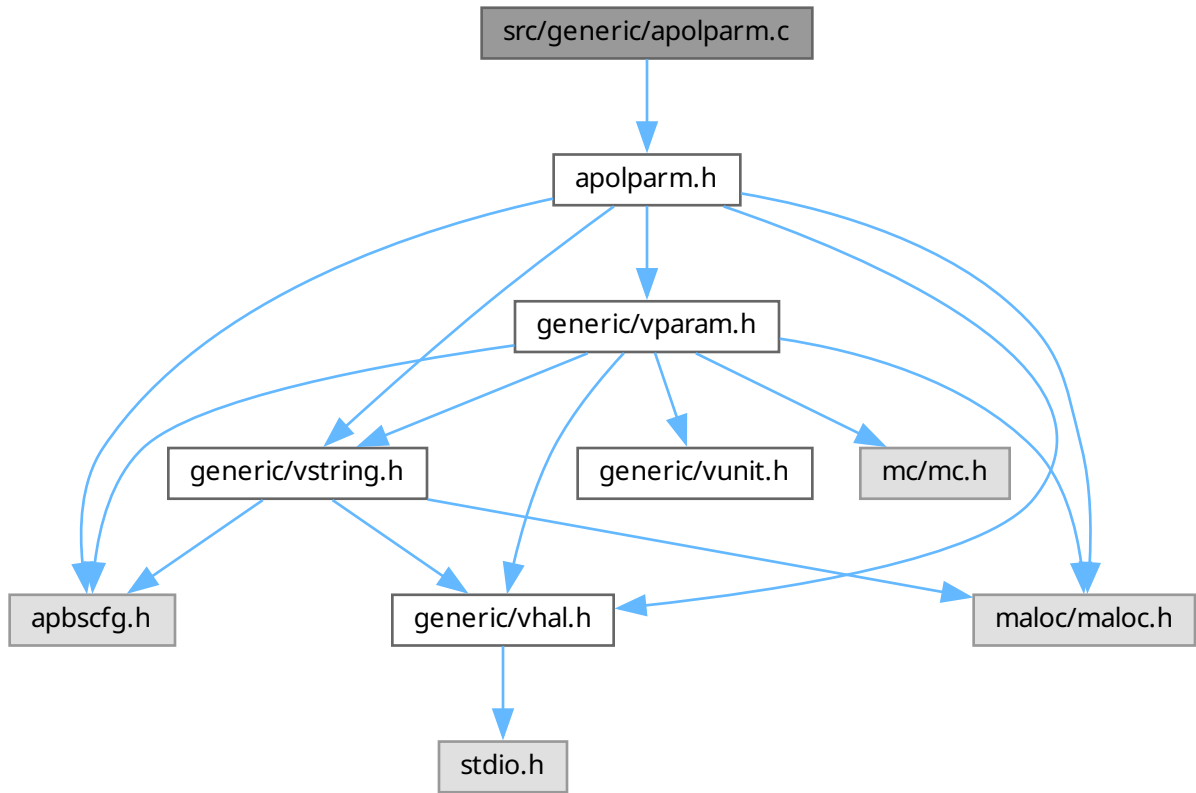 src/generic/apolparm.c
apolparm.h
generic/vparam.h
generic/vstring.h
generic/vunit.h
mc/mc.h
apbscfg.h
generic/vhal.h
maloc/maloc.h
stdio.h